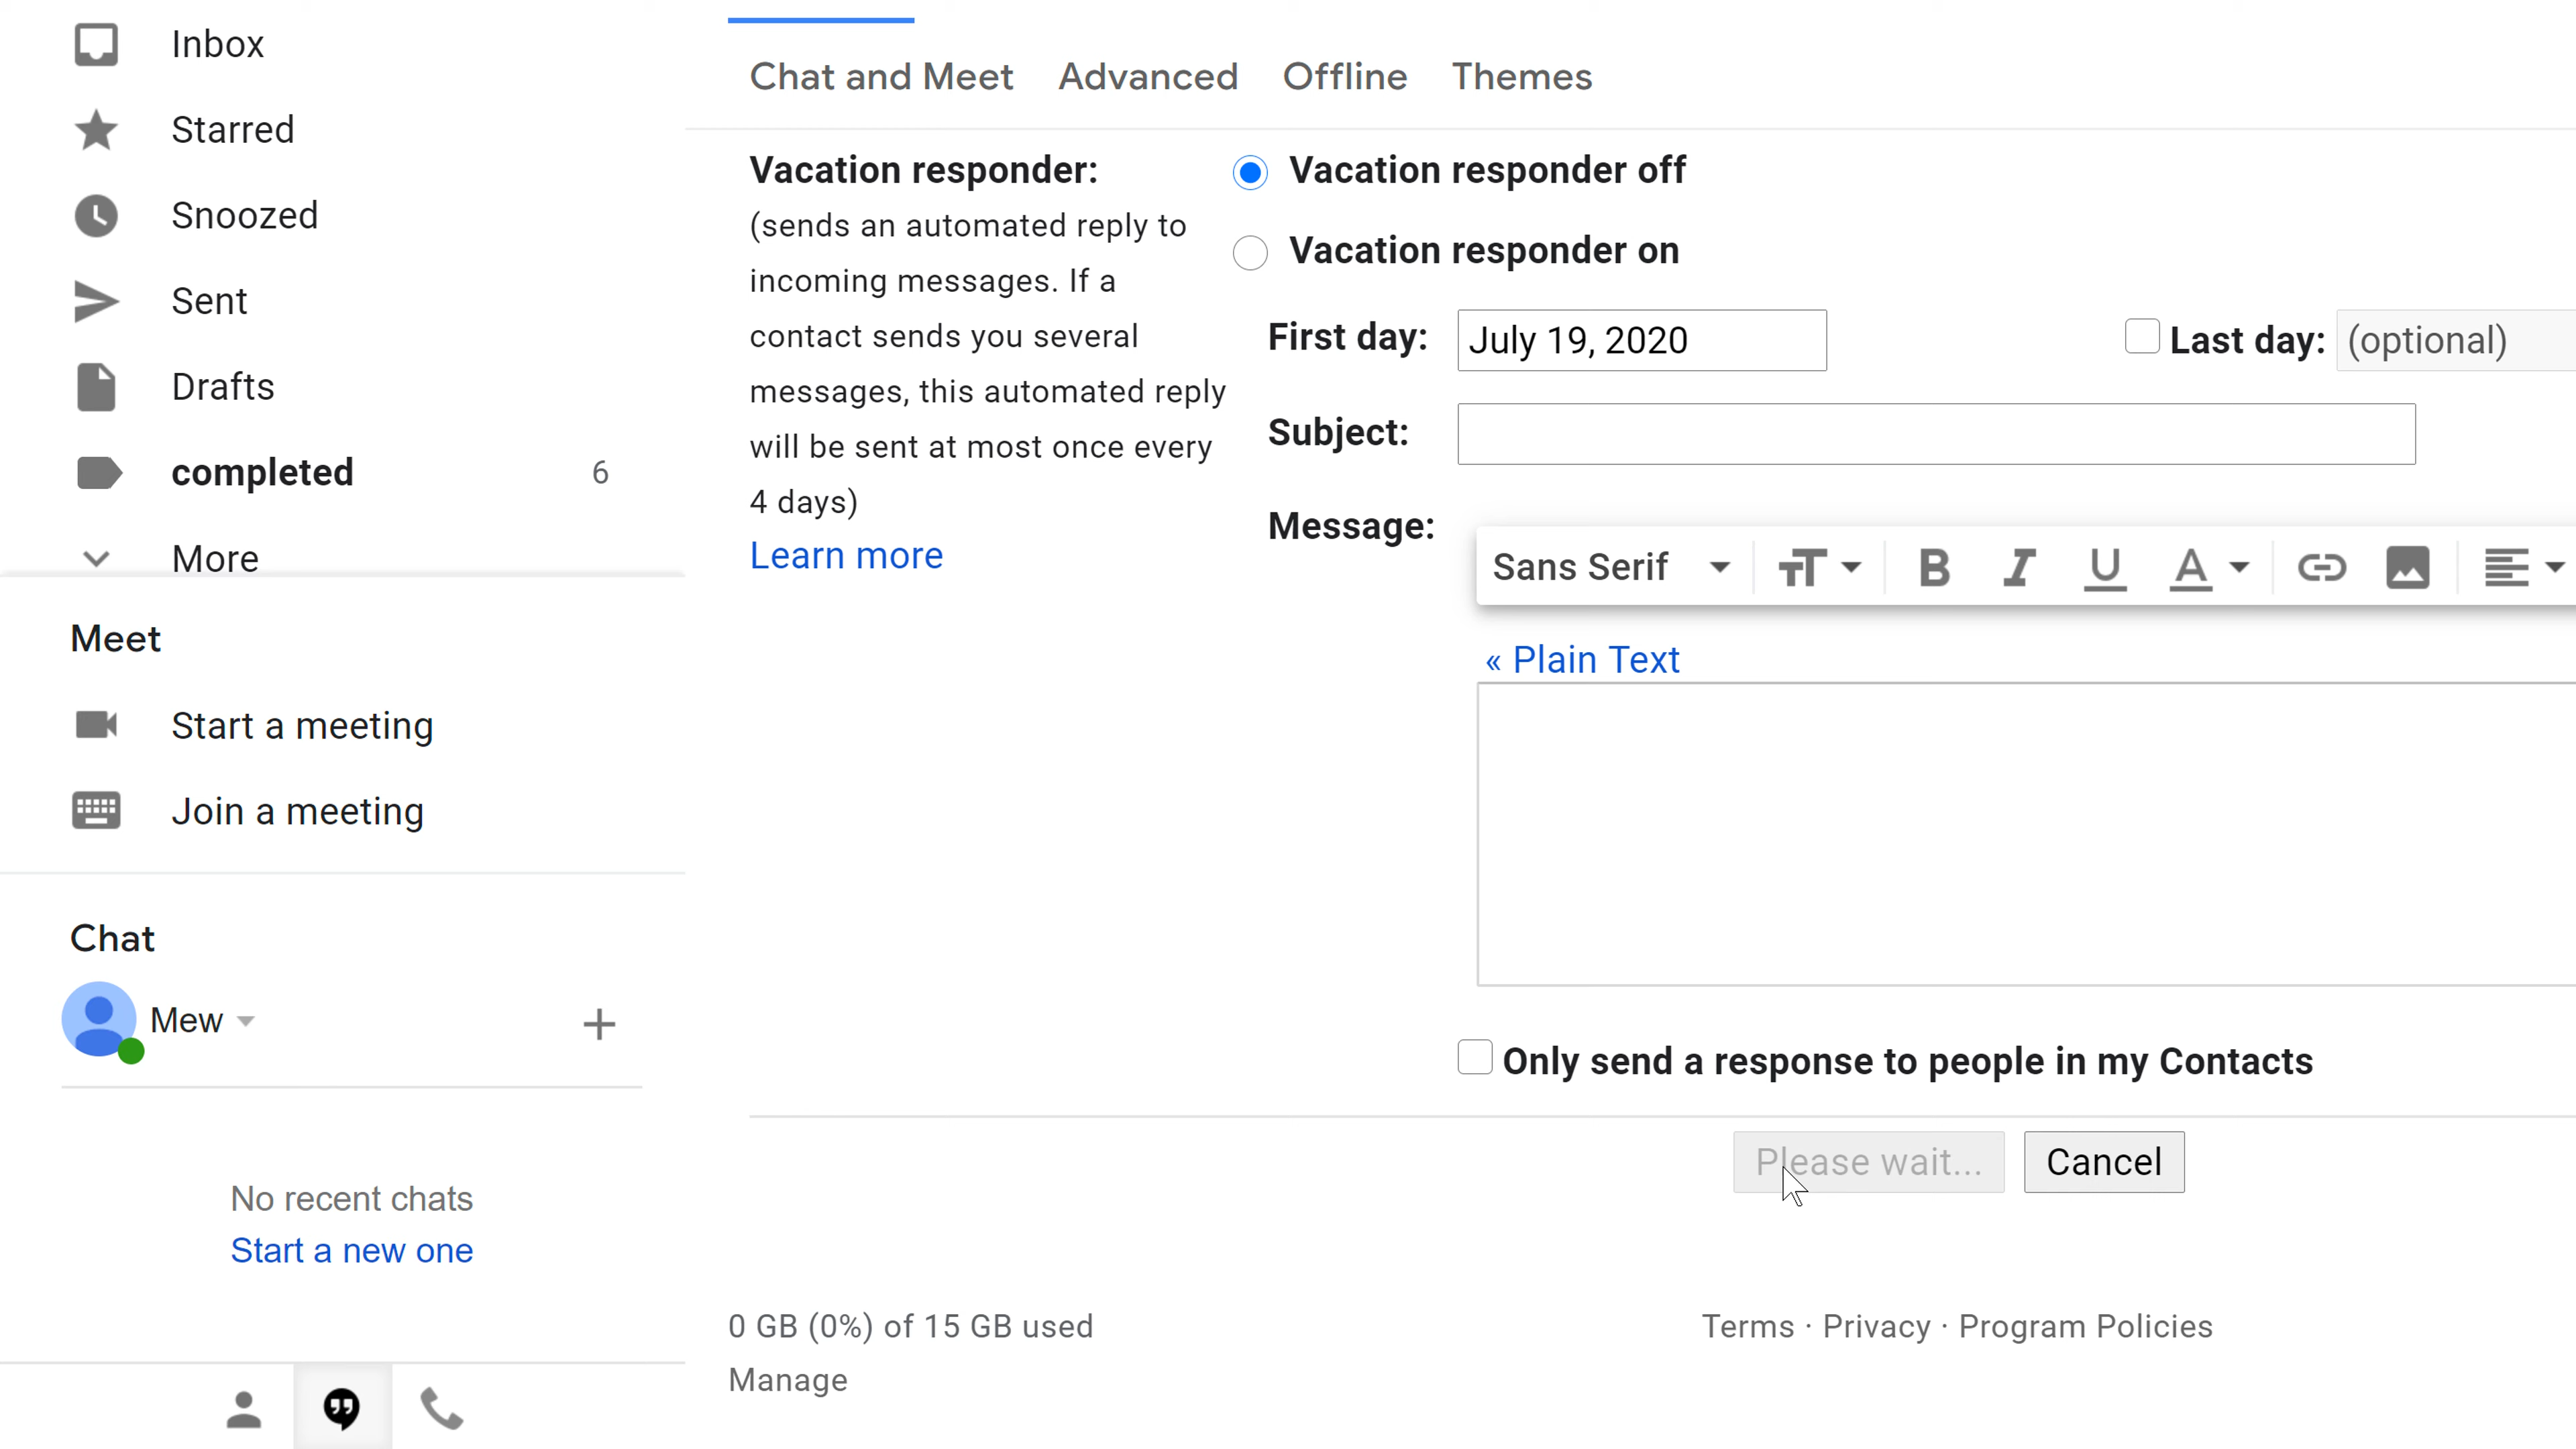 Inbox
Starred
Snoozed
Sent
Drafts
completed 6
More
Meet
Start a meeting
Join a meeting
Chat
Mew
No recent chats
Start a new one
Chat and Meet Advanced Offline Themes
Vacation responder:
(sends an automated reply to
incoming messages. If a
contact sends you several
messages, this automated reply
will be sent at most once every
4 days)
Learn more
Vacation responder off
Vacation responder on
First day: July 19, 2020 Last day: (optional)
Subject:
Message:
Sans Serif
« Plain Text
Only send a response to people in my Contacts
Please wait... Cancel
0 GB (0%) of 15 GB used
Manage
Terms · Privacy · Program Policies